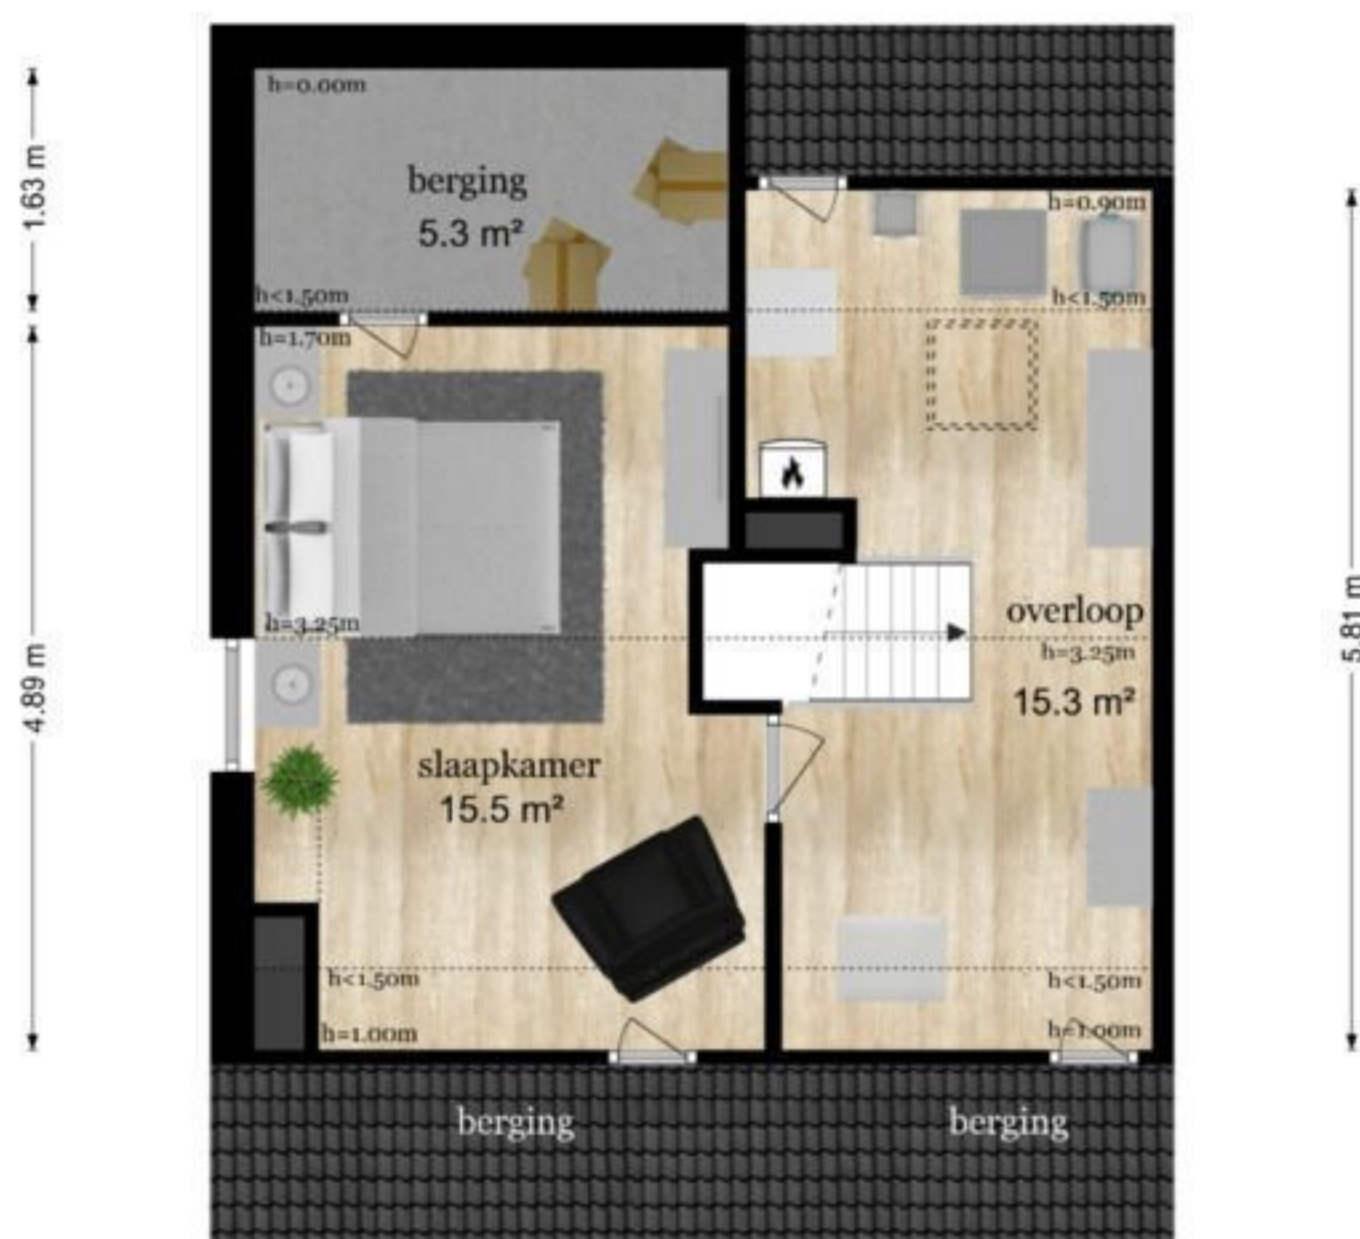 h=0.00m
berging
5.3 m²
h<1.50m
h=1.70m
h=3.25m
slaapkamer
15.5 m²
h<1.50m
h=1.00m
h=0.90m
h<1.50m
overloop
h=3.25m
15.3 m²
h<1.50m
h=1.00m
berging
berging
1.63 m
4.89 m
5.81 m